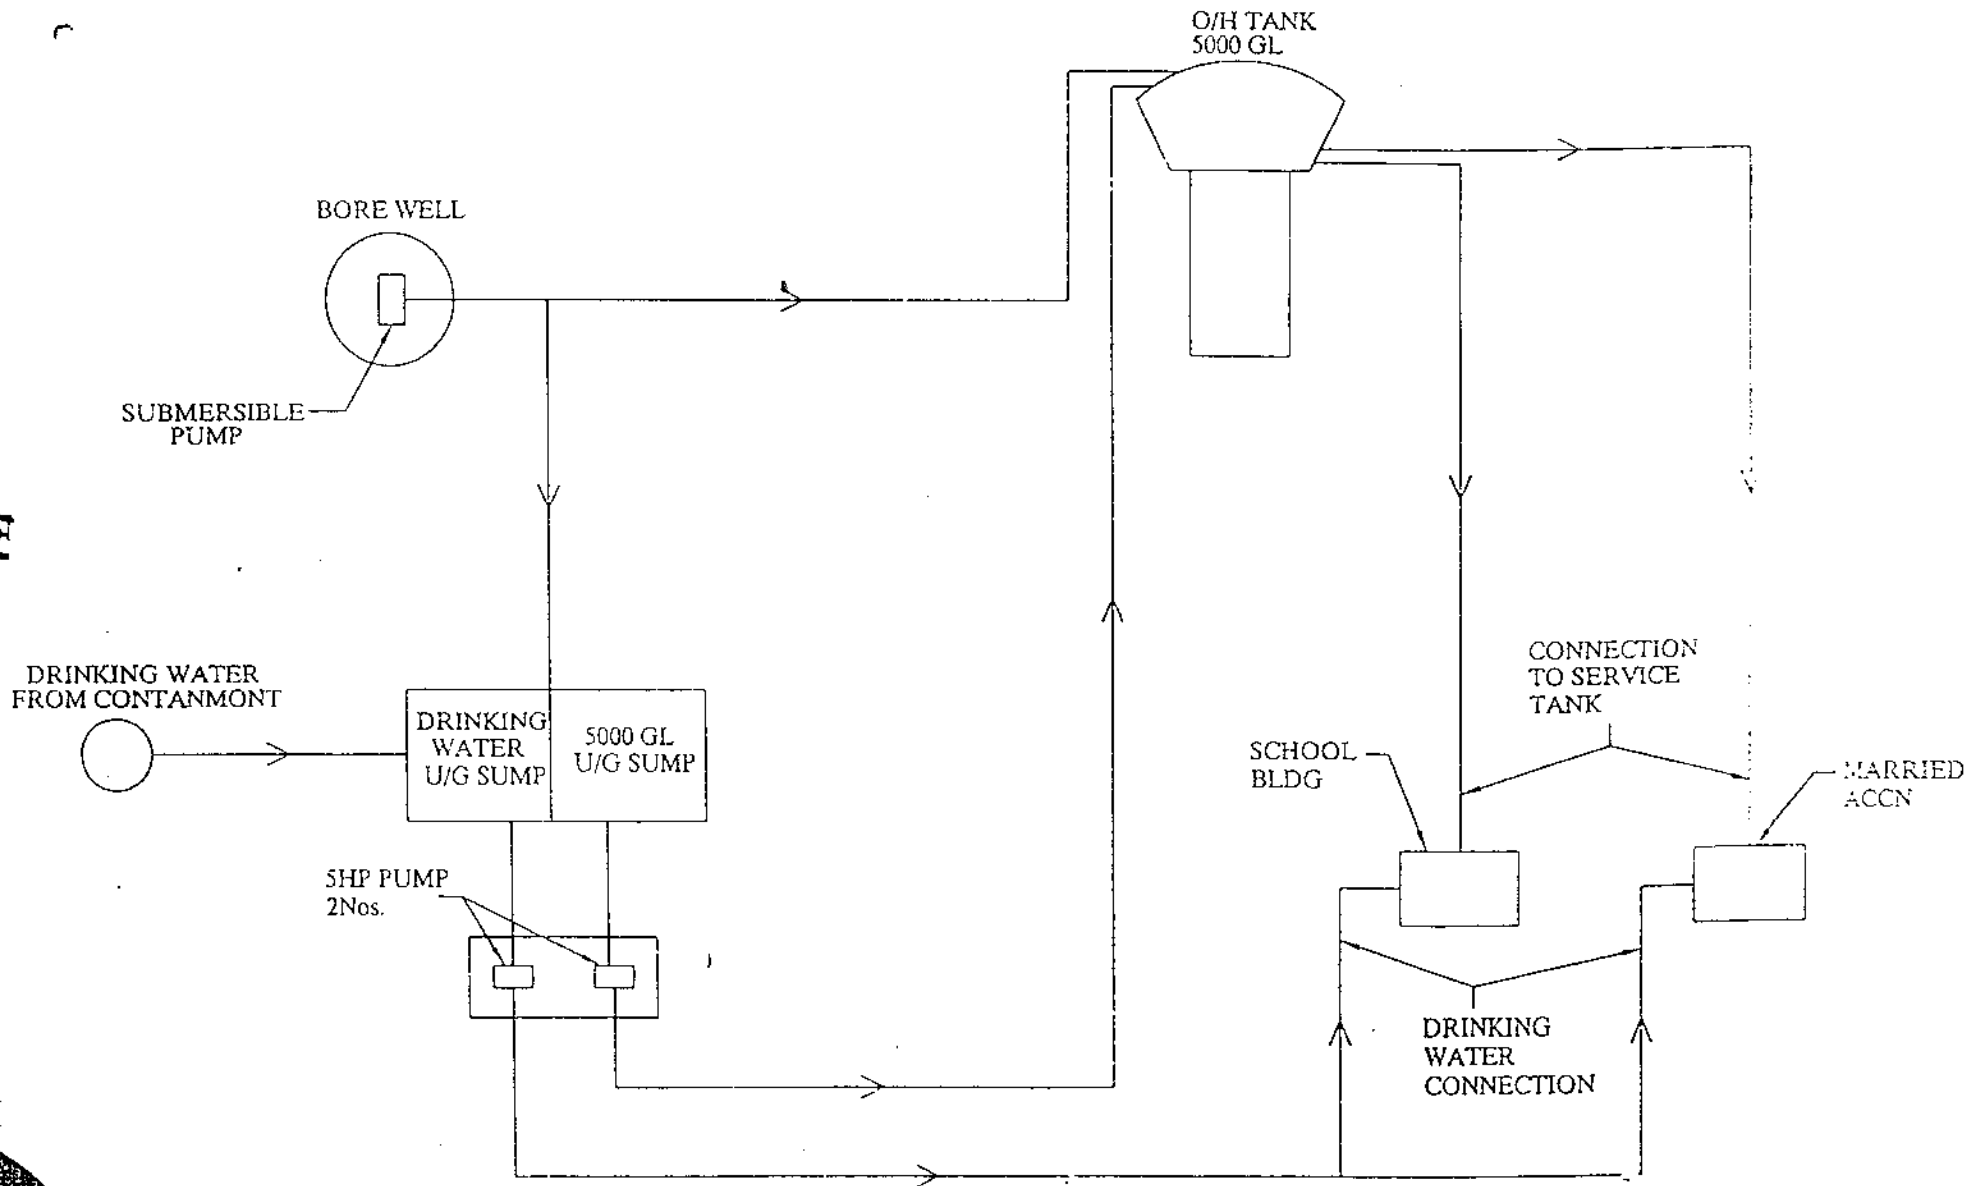 O/H TANK
5000 GL
BORE WELL
SUBMERSIBLE
PUMP
DRINKING WATER
FROM CONTANMONT
DRINKING
WATER
U/G SUMP
5000 GL
U/G SUMP
5HP PUMP
2Nos.
CONNECTION
TO SERVICE
TANK
SCHOOL
BLDG
MARRIED
ACCN
DRINKING
WATER
CONNECTION